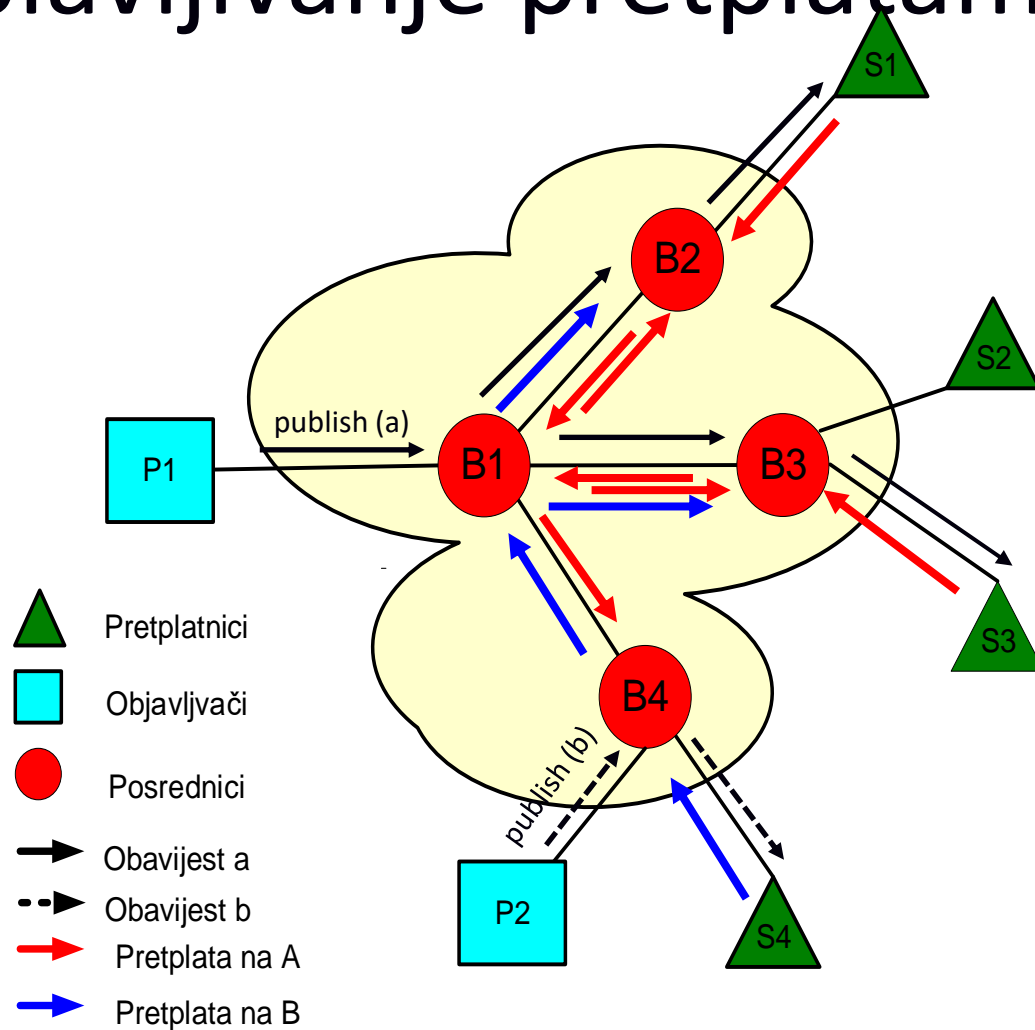 S1
B2
S2
publish (a)
P1
B1
B3
S3
Pretplatnici
Objavljivači
B4
Posrednici
publish (b)
Obavijest a
Obavijest b
P2
S4
Pretplata na A
Pretplata na B